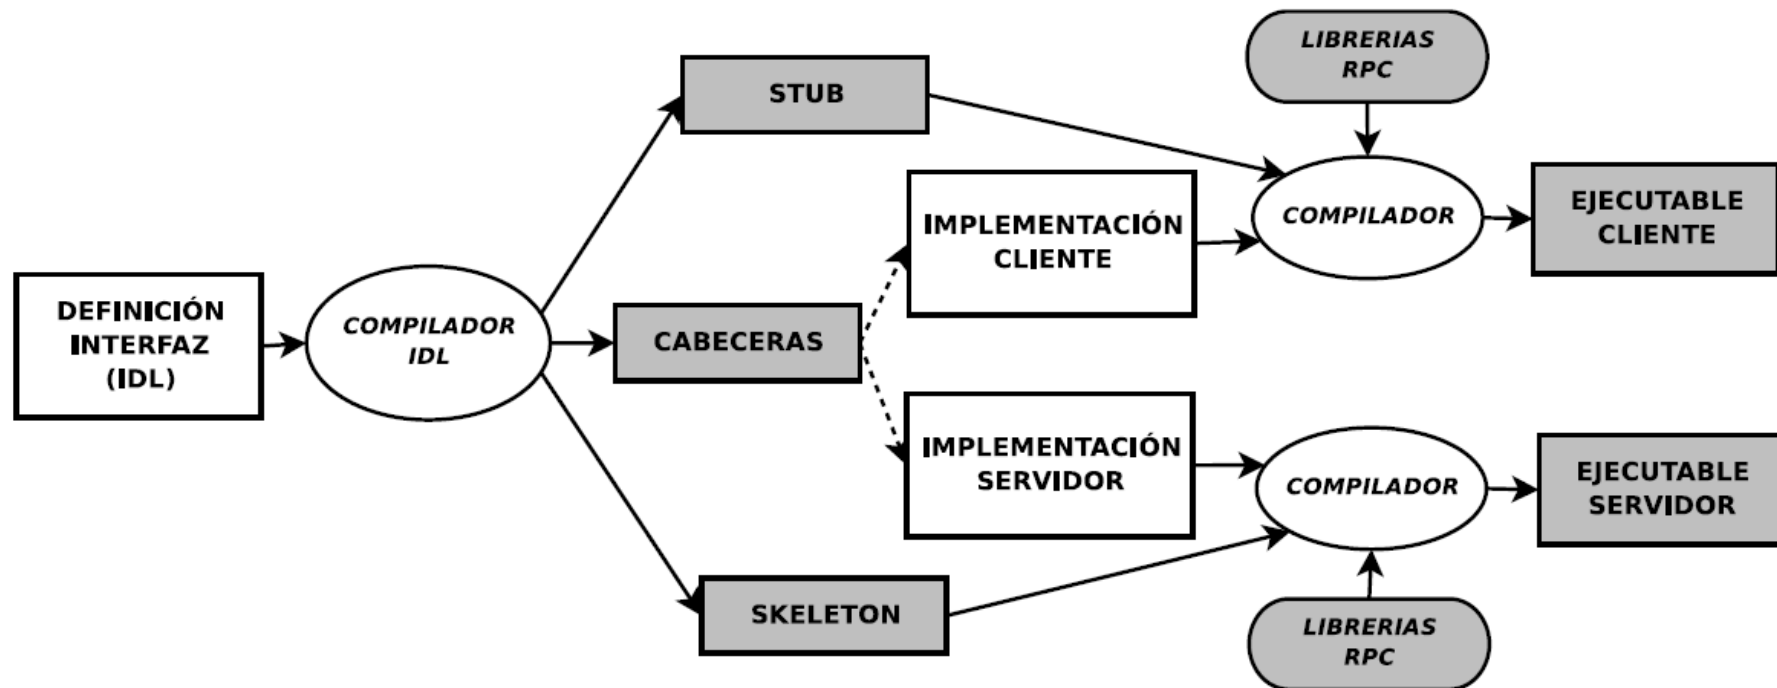 LIBRERIAS
RPC
STUB
IMPLEMENTACIÓN
CLIENTE
COMPILADOR
EJECUTABLE
CLIENTE
DEFINICIÓN
INTERFAZ
(IDL)
COMPILADOR
IDL
CABECERAS
IMPLEMENTACIÓN
SERVIDOR
COMPILADOR
EJECUTABLE
SERVIDOR
SKELETON
LIBRERIAS
RPC